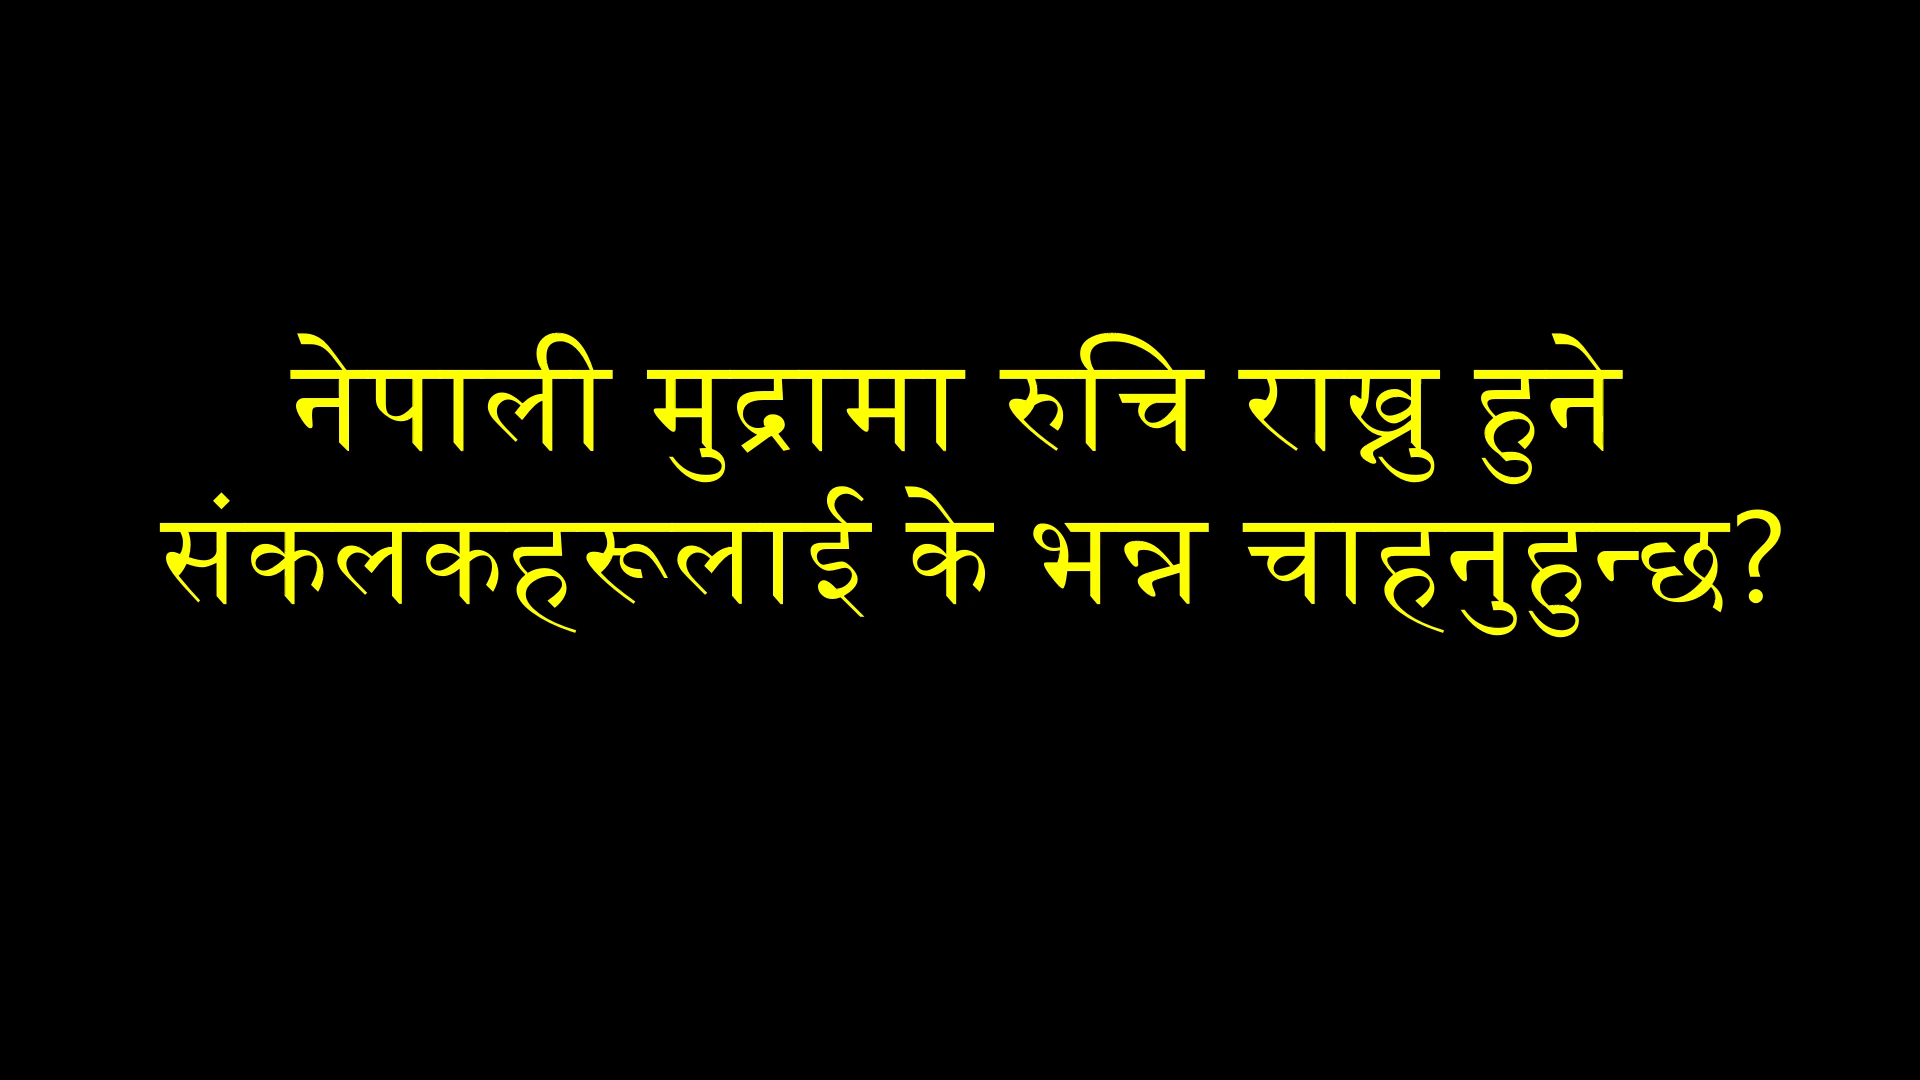 नेपाली मुद्रामा रुचि राख्नु हुने
संकलकहरूलाई के भन्न चाहनुहुन्छ?